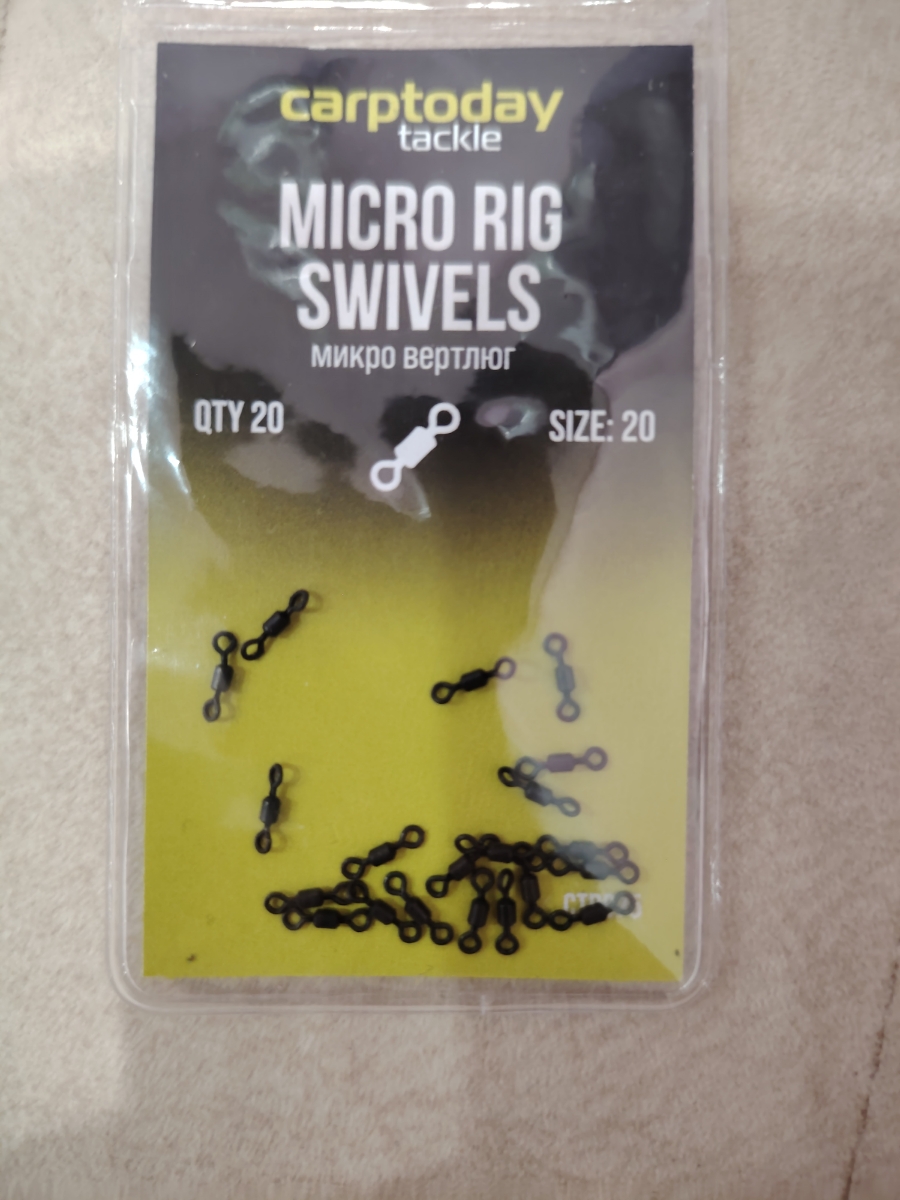 carptoday
tackle
MICRO RIG
SWIVELS
микро вертлюг
QTY 20
SIZE: 20